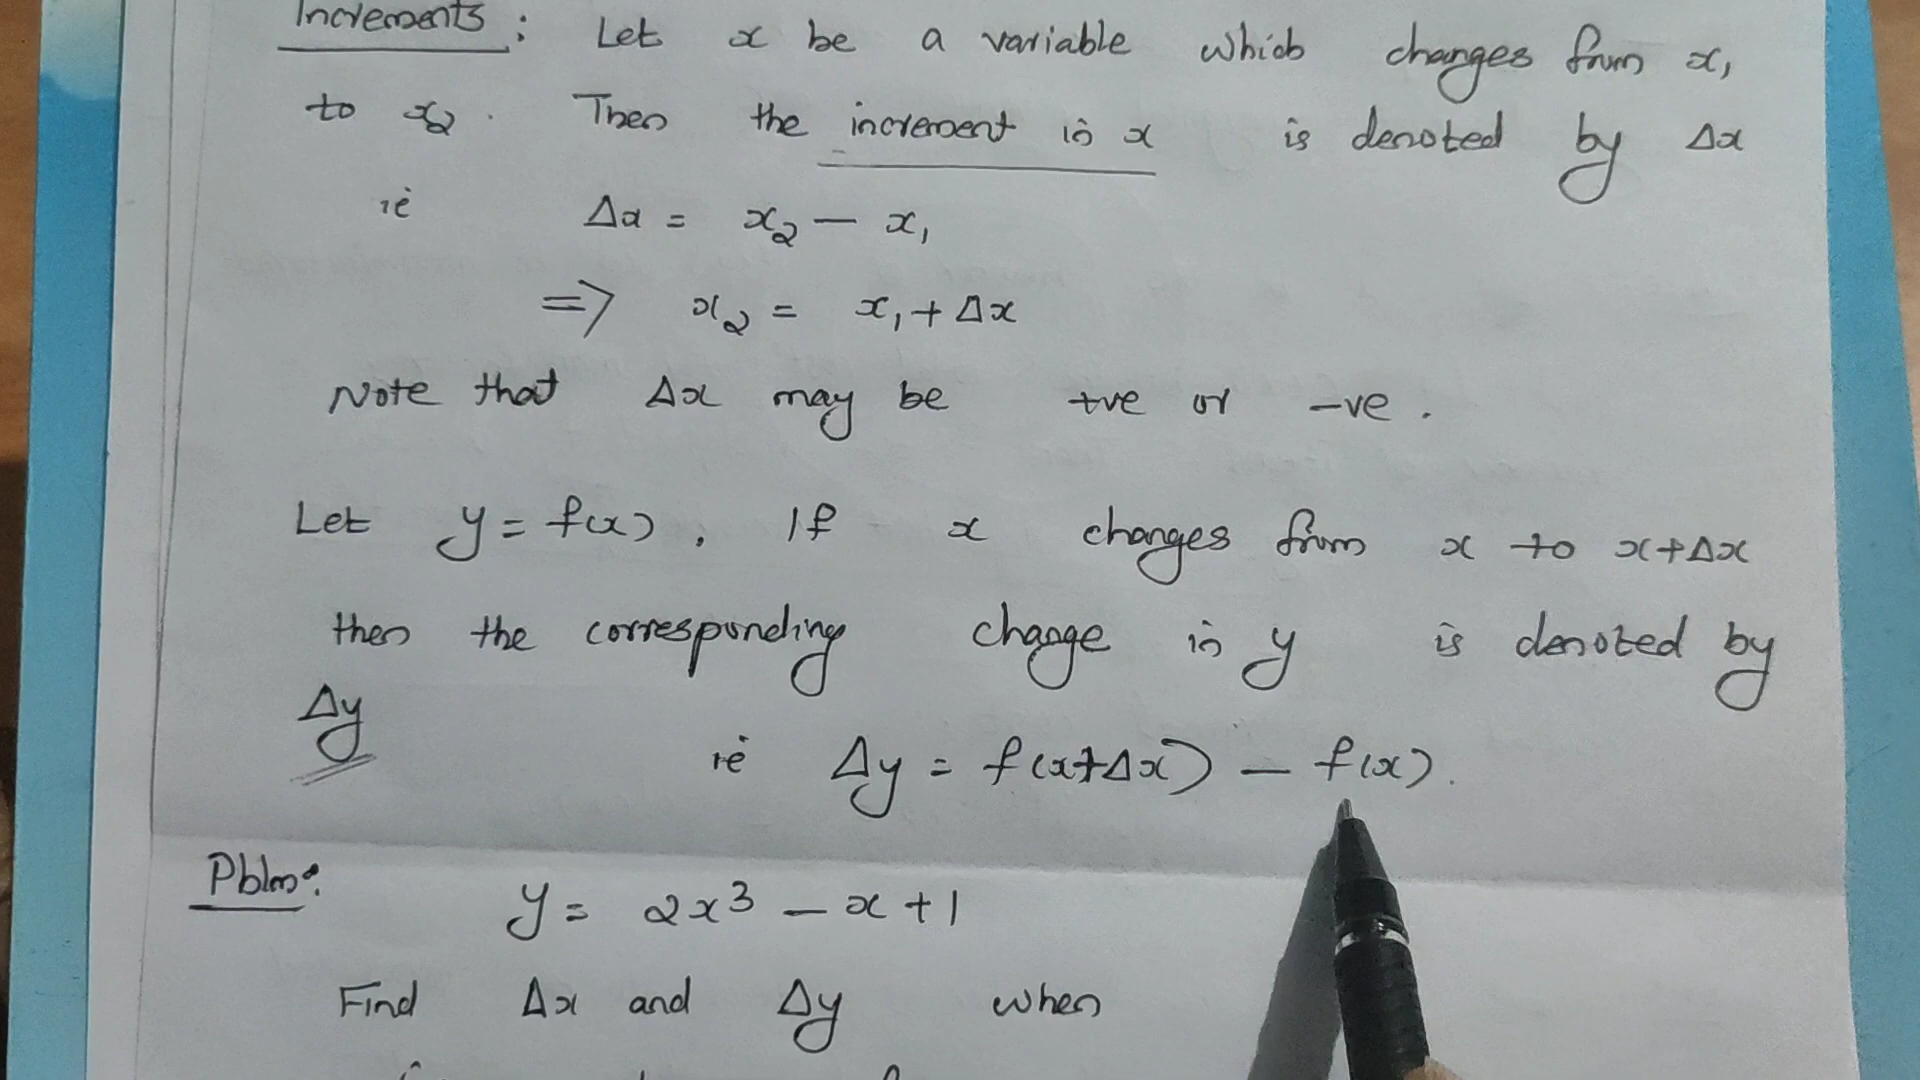 Increments : Let x be a variable which changes from x₁
to x₂ . Then the increment in x is denoted by Δx
ie Δx = x₂ − x₁
=> x₂ = x₁ + Δx
Note that Δx may be +ve or −ve .
Let y = f(x) , If x changes from x to x+Δx
then the corresponding change in y is denoted by
Δy
ie Δy = f(x+Δx) − f(x) .
Pblm: y = 2x³ − x + 1
Find Δx and Δy when